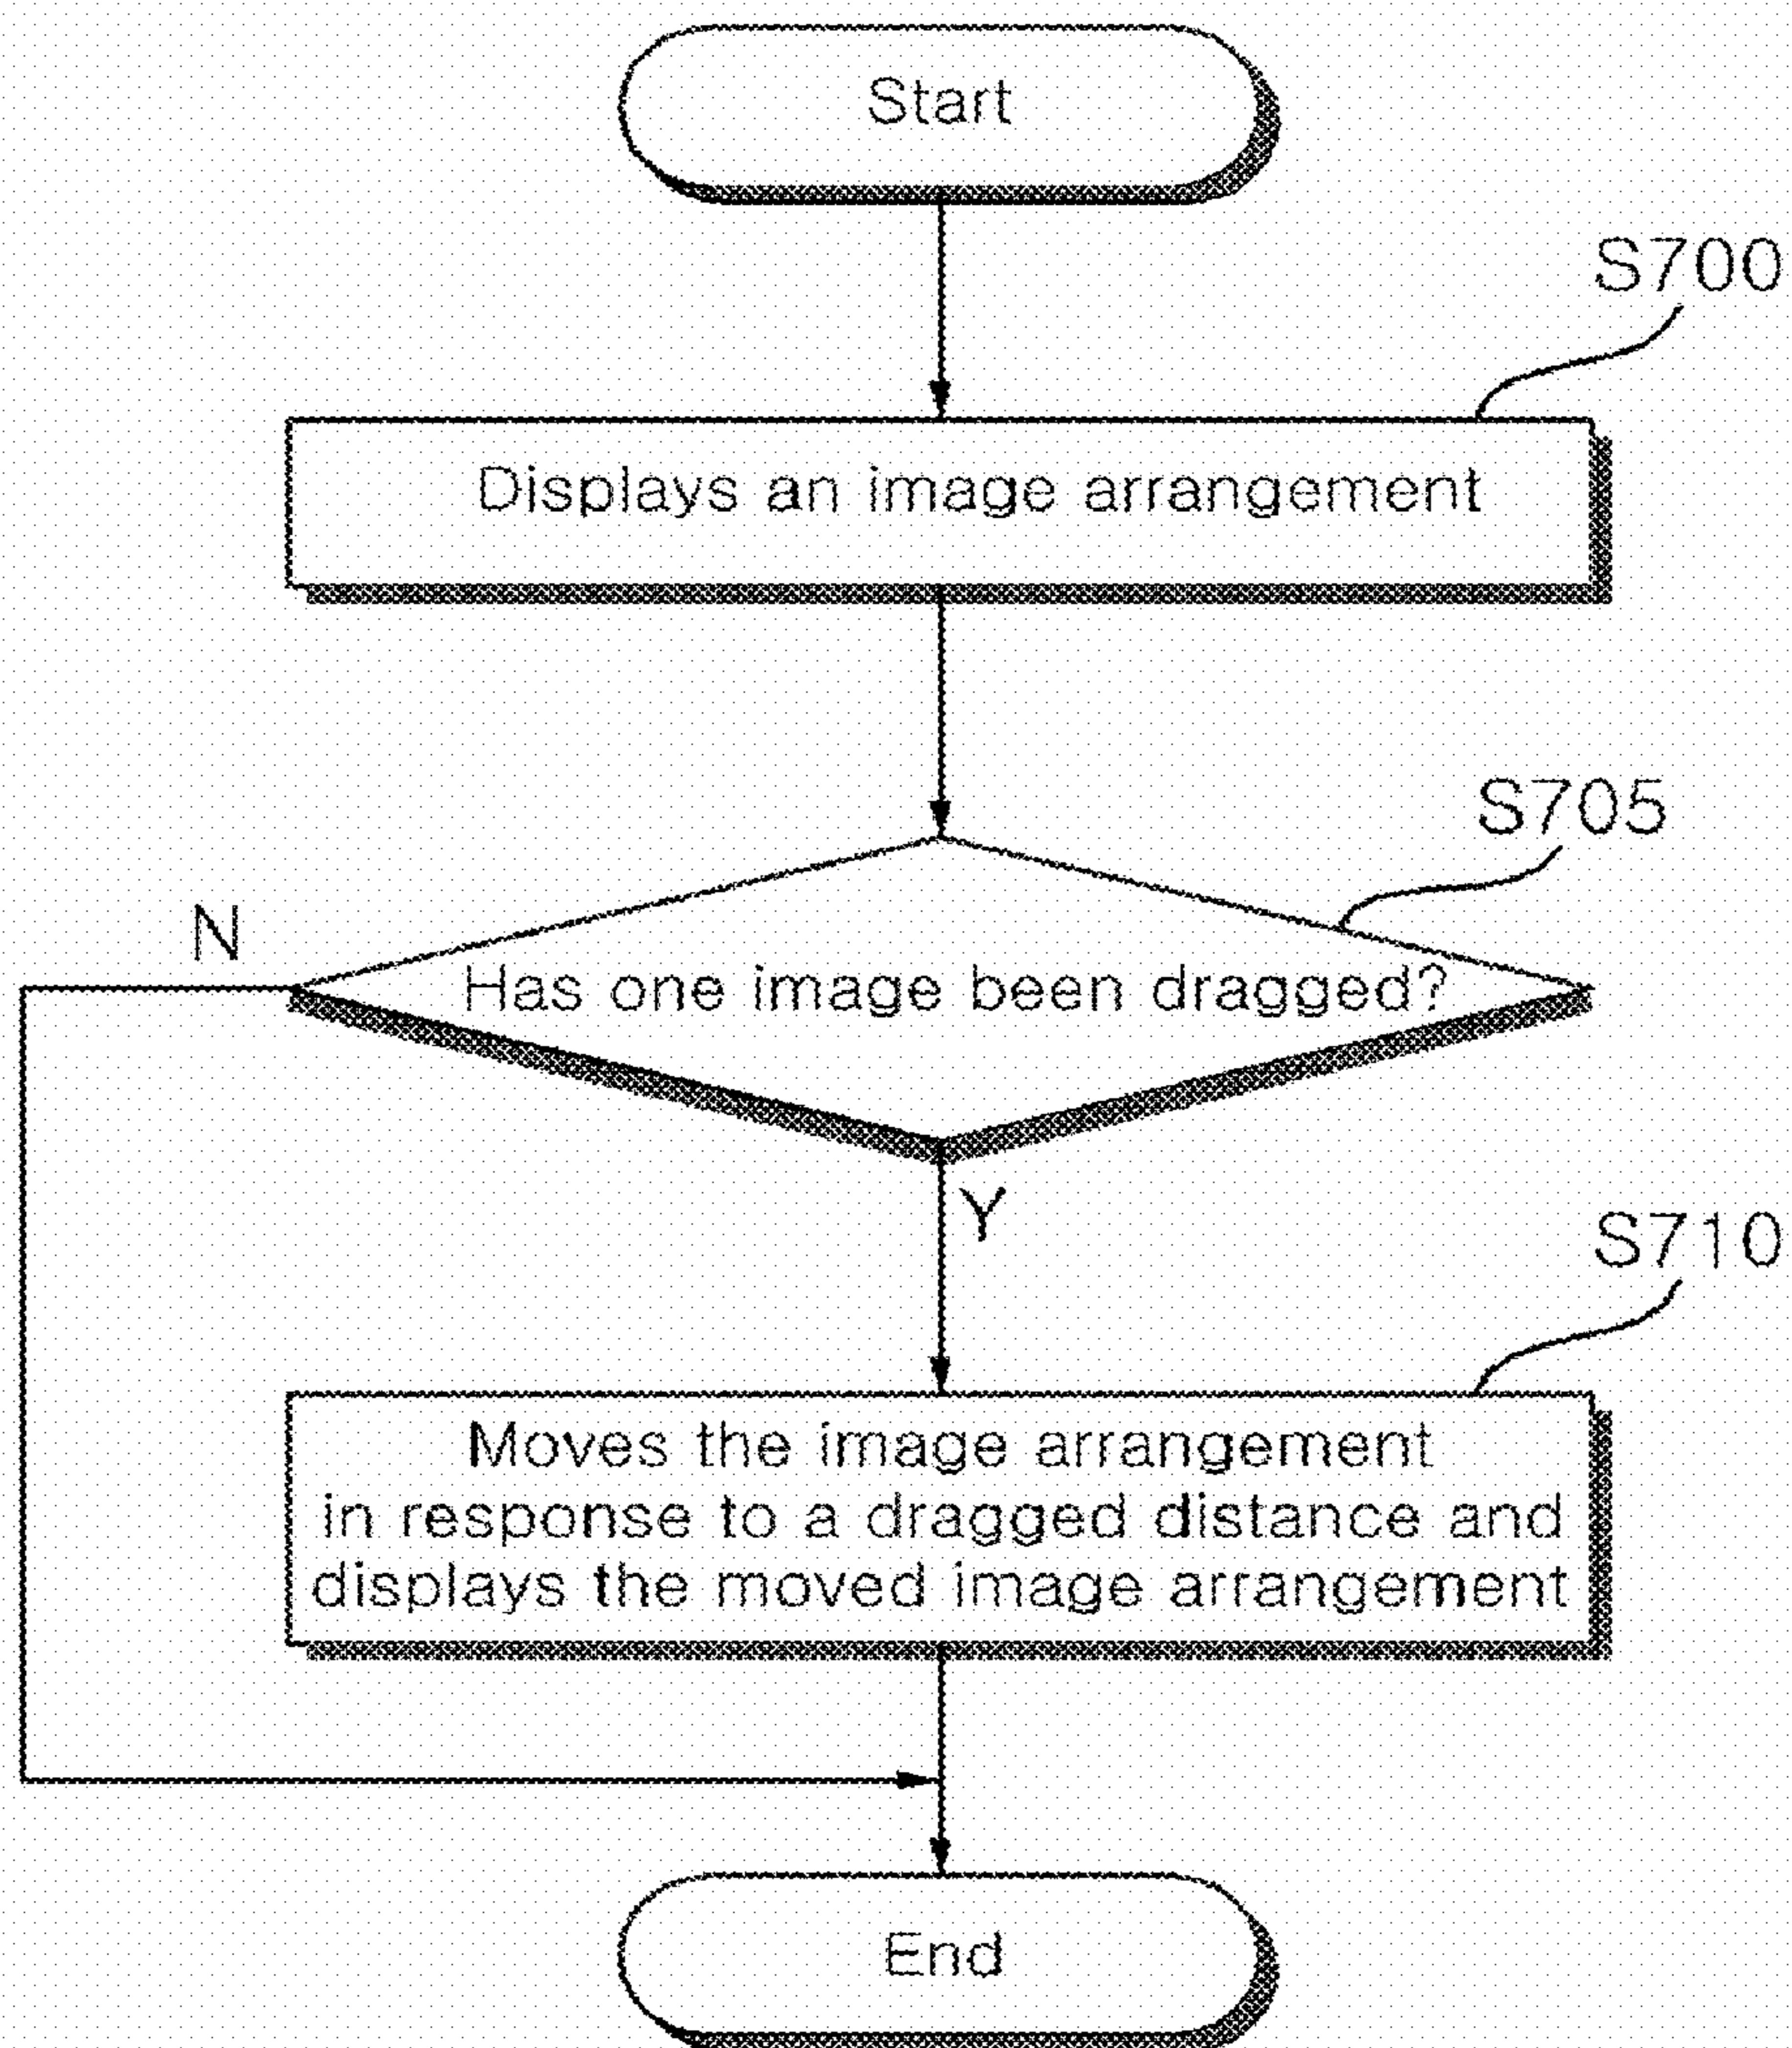 Start
S700
Displays an image arrangement
S705
N
Has one image been dragged?
Y
S710
Moves the image arrangement
in response to a dragged distance and
displays the moved image arrangement
End